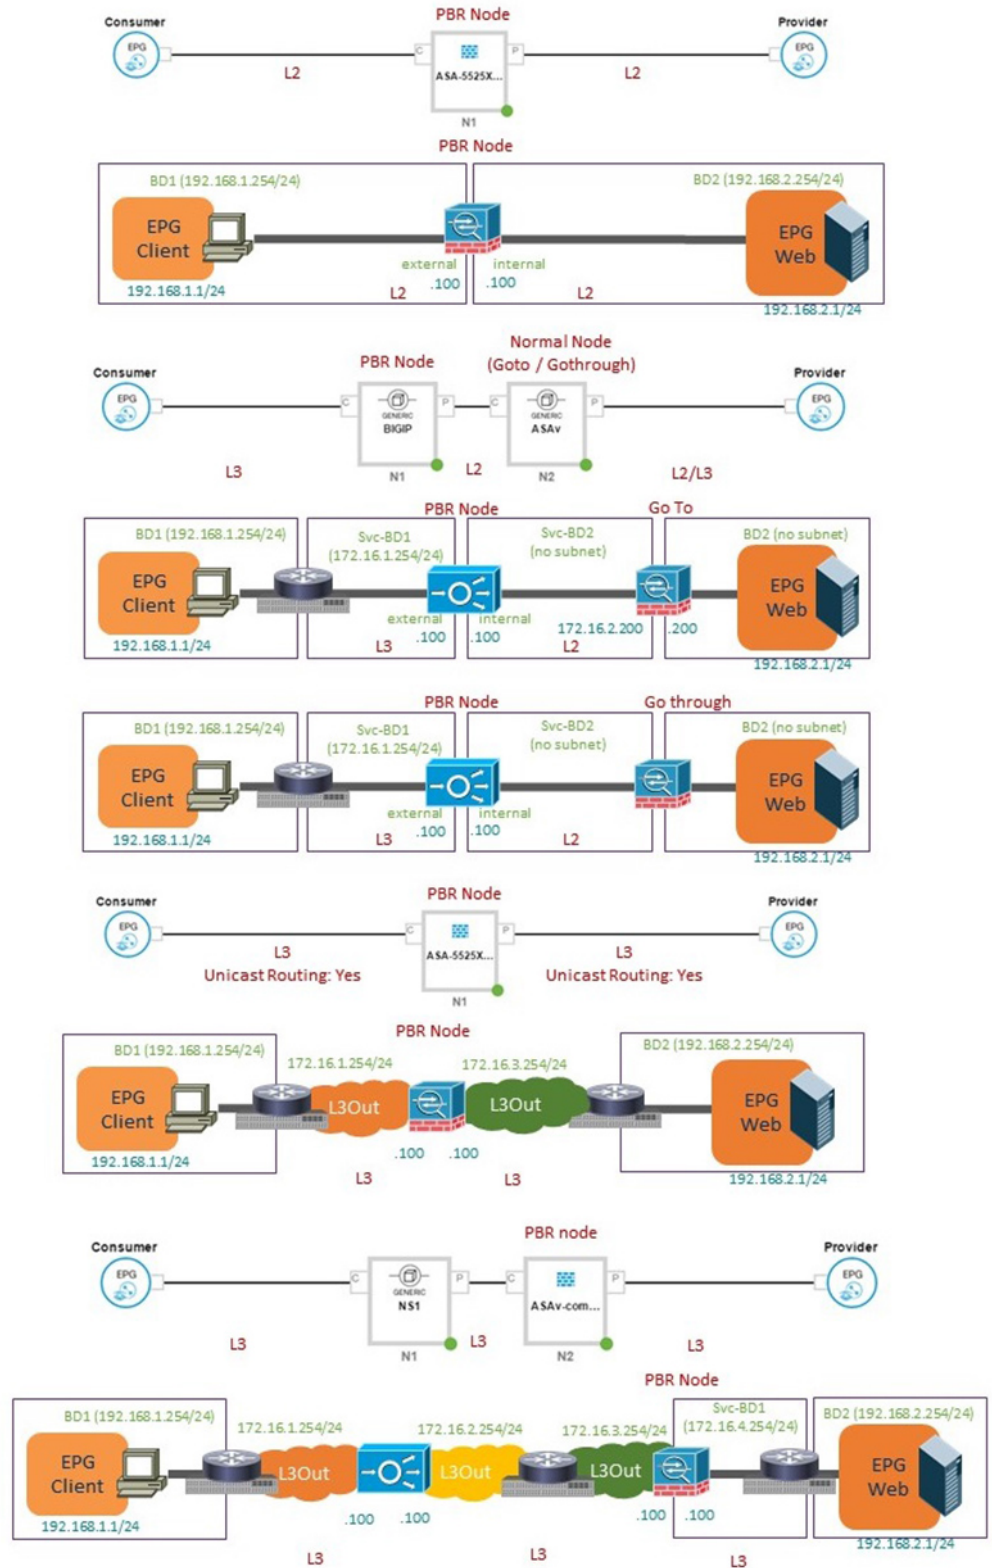 PBR Node
Consumer
Provider
EPG
C
P
EPG
ASA-5525X...
L2
L2
N1
PBR Node
BD1 (192.168.1.254/24)
BD2 (192.168.2.254/24)
EPG
Client
EPG
Web
external
internal
192.168.1.1/24
L2
.100
.100
L2
192.168.2.1/24
Normal Node
(Goto / Gothrough)
PBR Node
Consumer
Provider
EPG
C
P
C
P
EPG
GENERIC
BIGIP
GENERIC
ASAv
L3
N1
L2
N2
L2/L3
PBR Node
Go To
BD1 (192.168.1.254/24)
Svc-BD1
(172.16.1.254/24)
Svc-BD2
(no subnet)
BD2 (no subnet)
EPG
Client
EPG
Web
external
internal
.100
.100
172.16.2.200
.200
192.168.1.1/24
L3
L2
192.168.2.1/24
PBR Node
Go through
BD1 (192.168.1.254/24)
Svc-BD1
(172.16.1.254/24)
Svc-BD2
(no subnet)
BD2 (no subnet)
EPG
Client
EPG
Web
external
internal
.100
.100
192.168.1.1/24
L3
L2
192.168.2.1/24
PBR Node
Consumer
Provider
EPG
C
P
EPG
ASA-5525X...
L3
Unicast Routing: Yes
L3
Unicast Routing: Yes
N1
PBR Node
BD1 (192.168.1.254/24)
172.16.1.254/24
172.16.3.254/24
BD2 (192.168.2.254/24)
EPG
Client
L3Out
L3Out
EPG
Web
192.168.1.1/24
.100
.100
L3
L3
192.168.2.1/24
PBR node
Consumer
Provider
EPG
C
P
C
P
EPG
GENERIC
NS1
ASAv-com...
L3
N1
L3
N2
L3
PBR Node
BD1 (192.168.1.254/24)
172.16.1.254/24
172.16.2.254/24
172.16.3.254/24
Svc-BD1
(172.16.4.254/24)
BD2 (192.168.2.254/24)
EPG
Client
L3Out
L3Out
L3Out
EPG
Web
192.168.1.1/24
.100
.100
.100
.100
192.168.2.1/24
L3
L3
L3